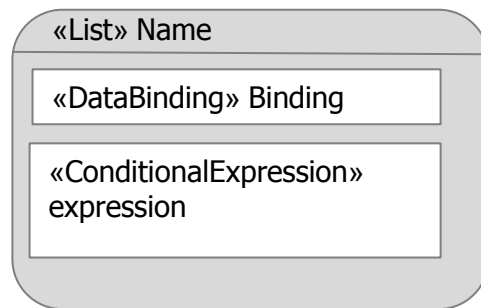 «List» Name
«DataBinding» Binding
«ConditionalExpression»
expression